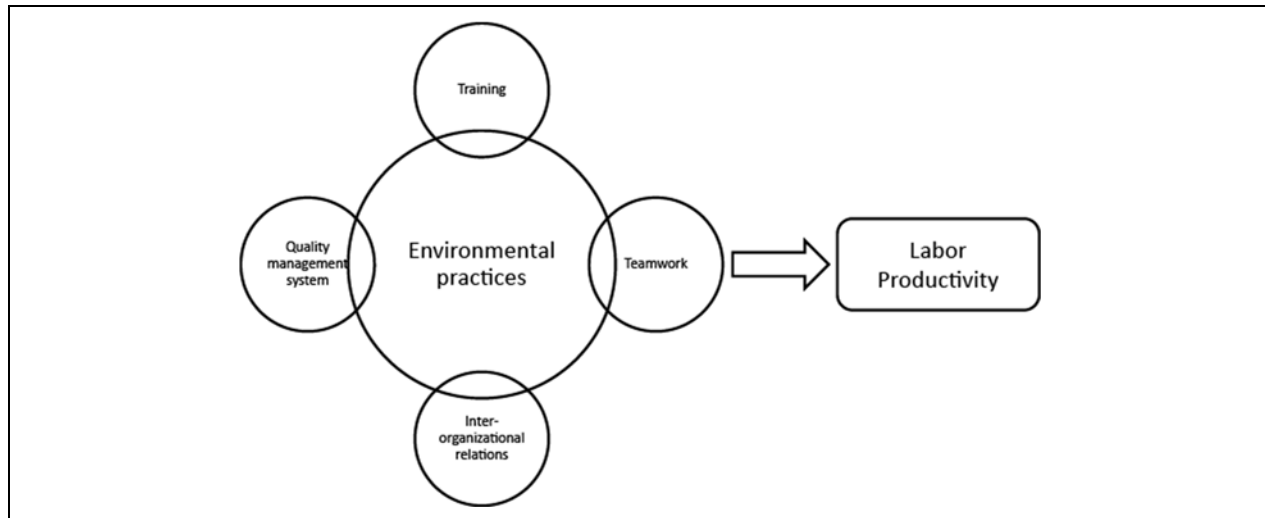 Training
Quality
management
system
Environmental
practices
Teamwork
Labor
Productivity
Inter-
organizational
relations